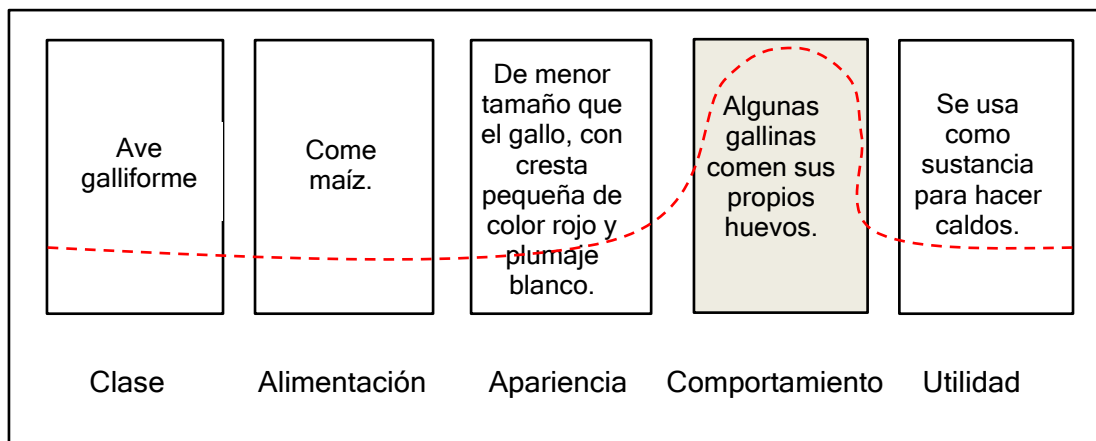 Ave
galliforme
Come
maíz.
De menor
tamaño que
el gallo, con
cresta
pequeña de
color rojo y
plumaje
blanco.
Algunas
gallinas
comen sus
propios
huevos.
Se usa
como
sustancia
para hacer
caldos.
Clase
Alimentación
Apariencia
Comportamiento
Utilidad